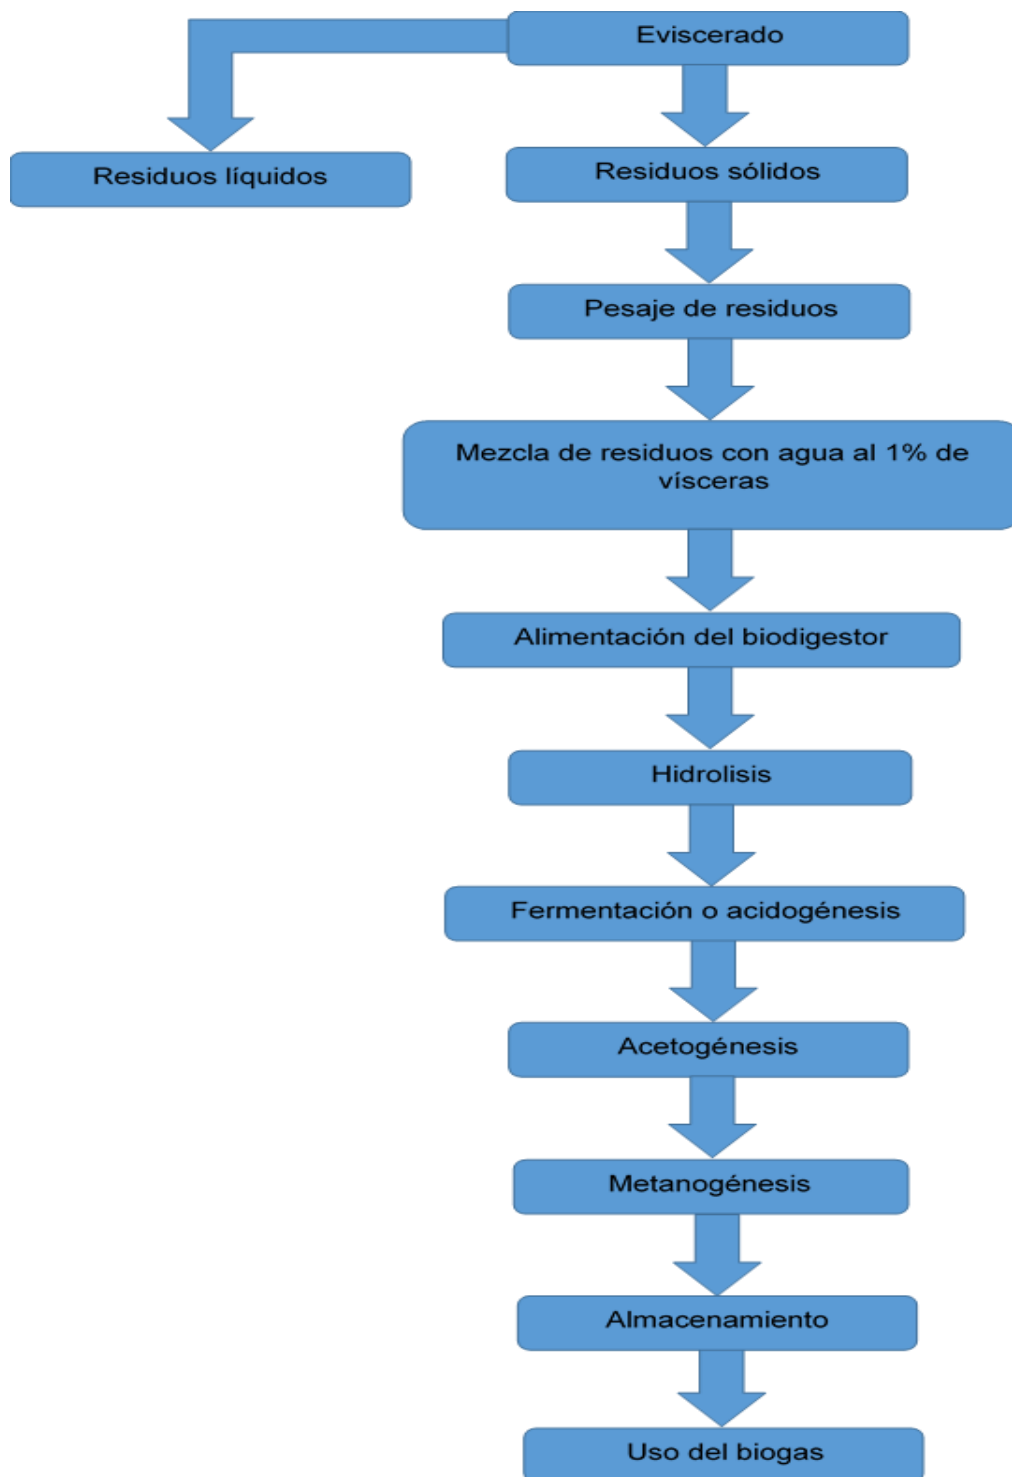 Eviscerado
Residuos líquidos
Residuos sólidos
Pesaje de residuos
Mezcla de residuos con agua al 1% de
vísceras
Alimentación del biodigestor
Hidrolisis
Fermentación o acidogénesis
Acetogénesis
Metanogénesis
Almacenamiento
Uso del biogas